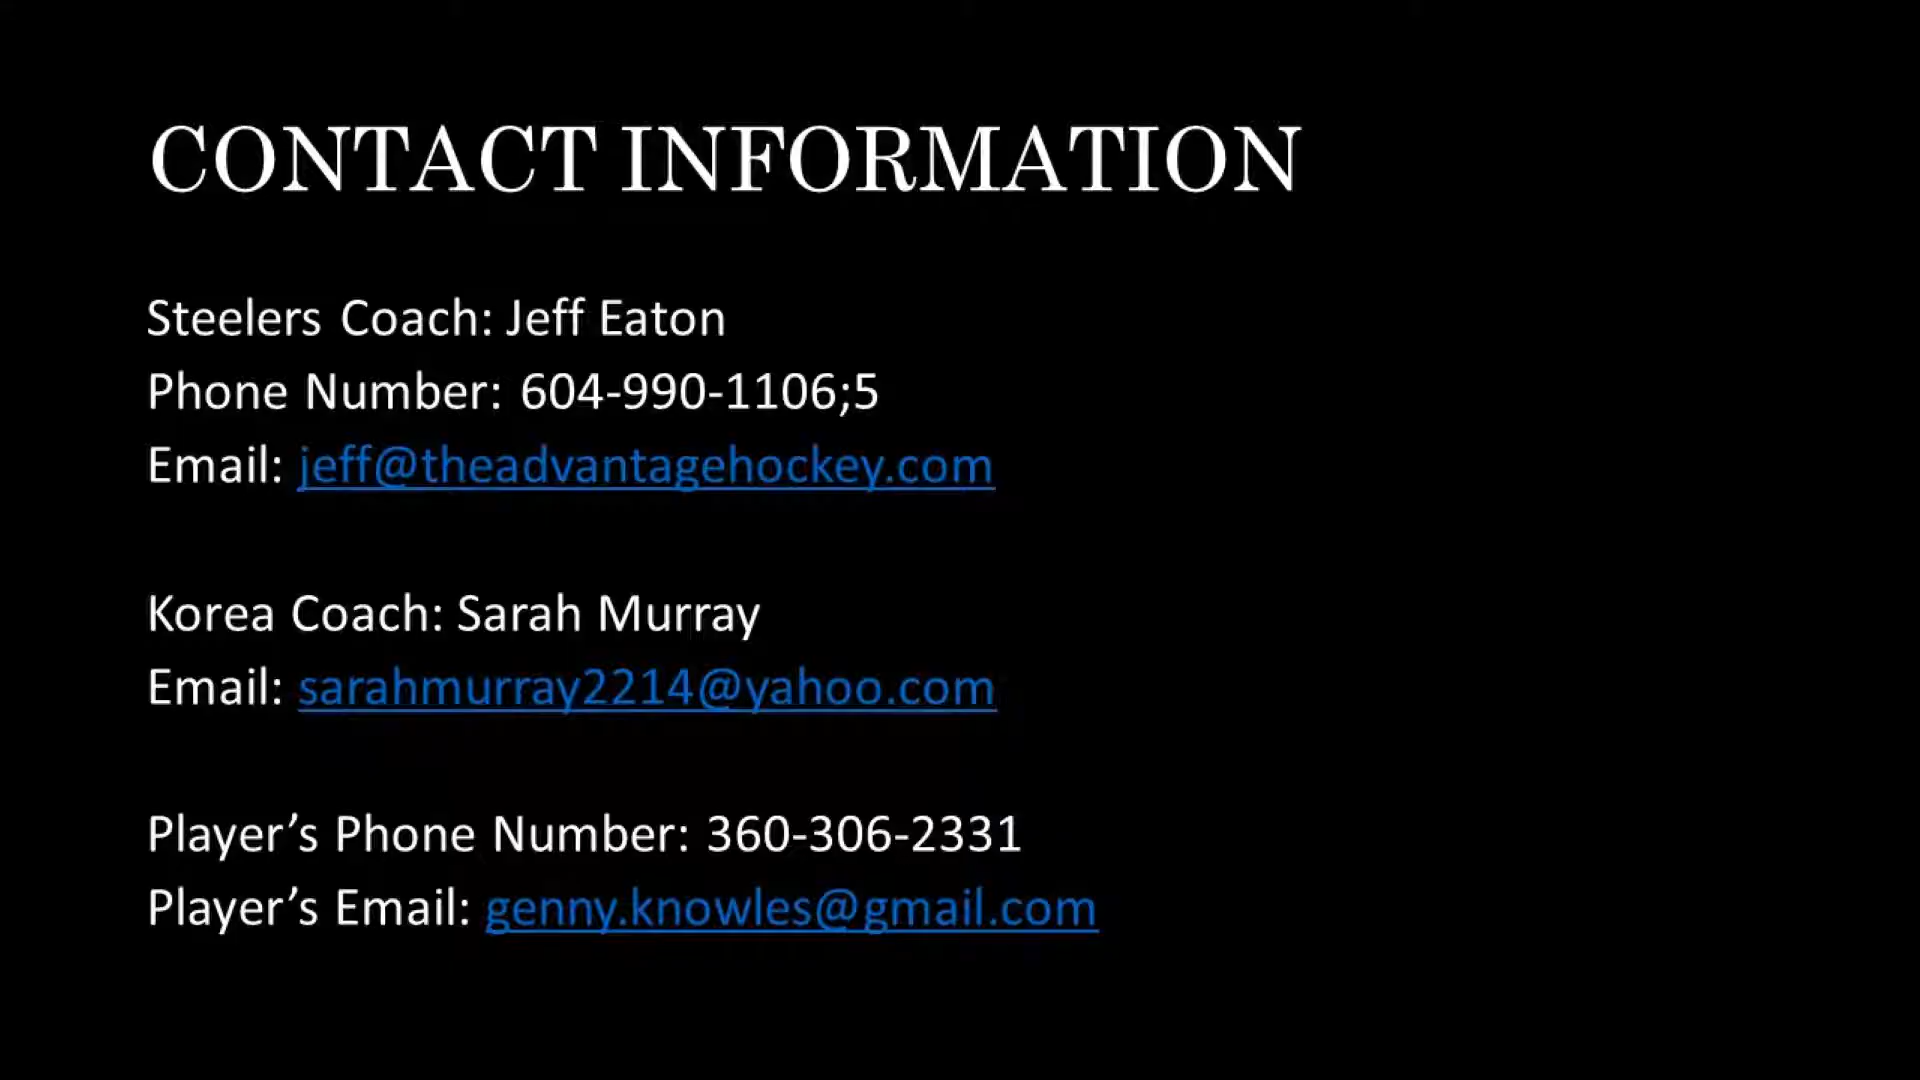 CONTACT INFORMATION
Steelers Coach: Jeff Eaton
Phone Number: 604-990-1106;5
Email: jeff@theadvantagehockey.com
Korea Coach: Sarah Murray
Email: sarahmurray2214@yahoo.com
Player’s Phone Number: 360-306-2331
Player’s Email: genny.knowles@gmail.com